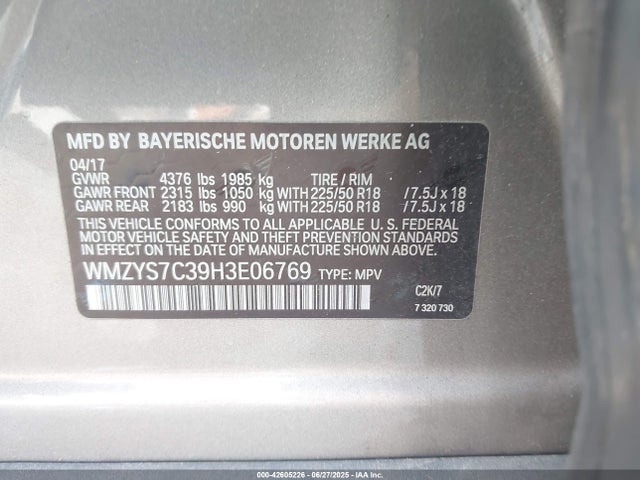 MFD BY BAYERISCHE MOTOREN WERKE AG
04/17
GVWR 4376 lbs 1985 kg TIRE / RIM
GAWR FRONT 2315 lbs 1050 kg WITH 225/50 R18 / 7.5J x 18
GAWR REAR 2183 lbs 990 kg WITH 225/50 R18 / 7.5J x 18
THIS VEHICLE CONFORMS TO ALL APPLICABLE U. S. FEDERAL
MOTOR VEHICLE SAFETY AND THEFT PREVENTION STANDARDS
IN EFFECT ON THE DATE OF MANUFACTURE SHOWN ABOVE.
WMZYS7C39H3E06769 TYPE: MPV
C2K/7
7 320 730
000-42605226 | 06/27/2025 | IAAI.COM